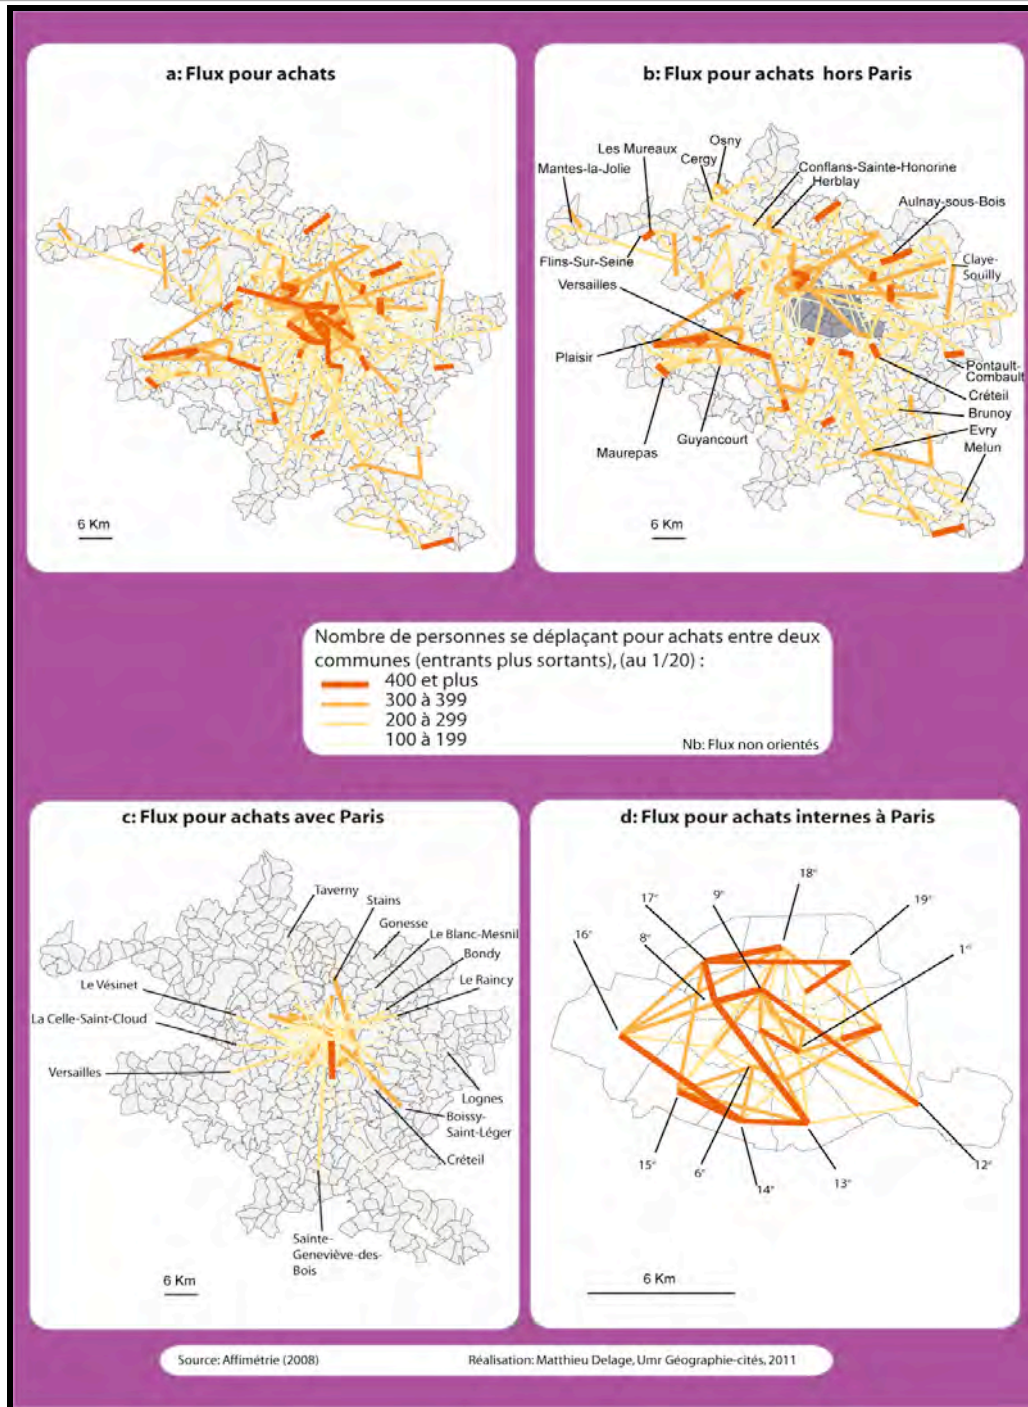 a: Flux pour achats
6 Km
b: Flux pour achats hors Paris
Osny
Les Mureaux
Cergy
Mantes-la-Jolie
Conflans-Sainte-Honorine
Herblay
Aulnay-sous-Bois
Claye-
Souilly
Flins-Sur-Seine
Versailles
Plaisir
Pontault-
Combault
Créteil
Brunoy
Evry
Melun
Guyancourt
Maurepas
6 Km
Nombre de personnes se déplaçant pour achats entre deux
communes (entrants plus sortants), (au 1/20) :
400 et plus
300 à 399
200 à 299
100 à 199
Nb: Flux non orientés
c: Flux pour achats avec Paris
Taverny
Stains
Gonesse
Le Blanc-Mesnil
Bondy
Le Raincy
Le Vésinet
La Celle-Saint-Cloud
Versailles
Lognes
Boissy-
Saint-Léger
Créteil
Sainte-
Geneviève-des-
Bois
6 Km
d: Flux pour achats internes à Paris
18e
9e
17e
19e
16e
8e
1er
15e
6e
14e
13e
12e
6 Km
Source: Affimétrie (2008)
Réalisation: Matthieu Delage, Umr Géographie-cités, 2011